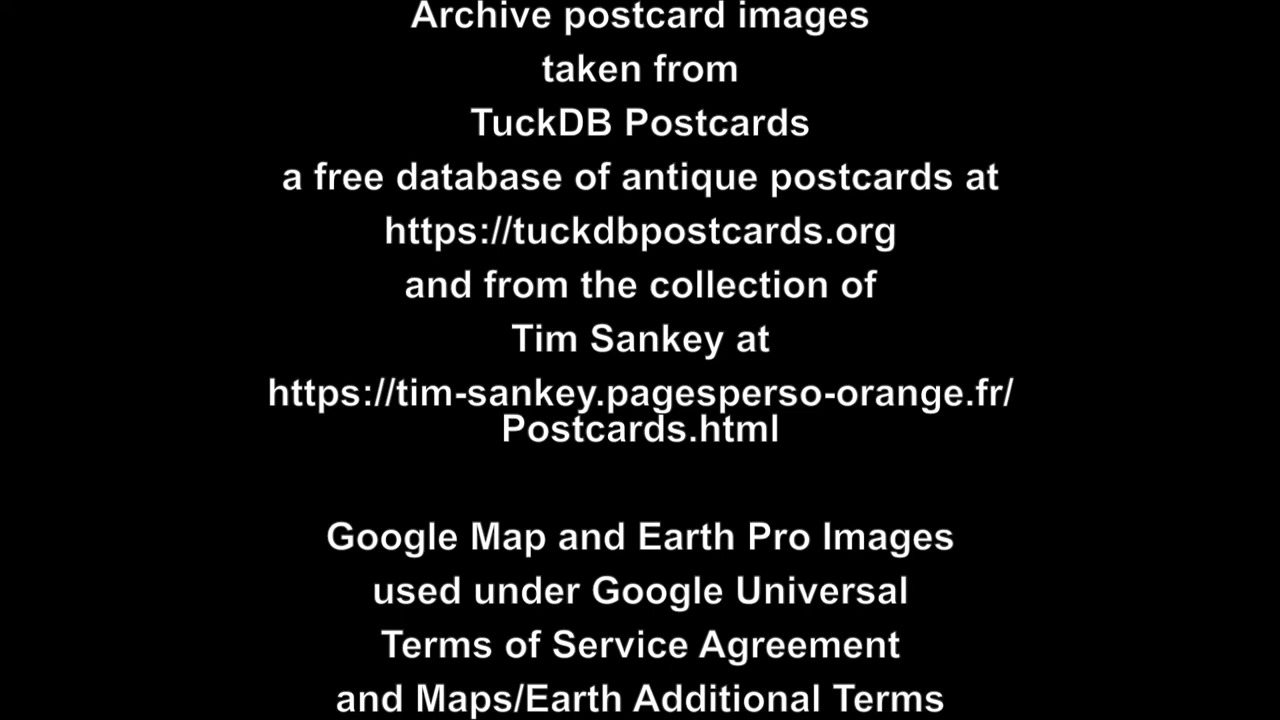 Archive postcard images
taken from
TuckDB Postcards
a free database of antique postcards at
https://tuckdbpostcards.org
and from the collection of
Tim Sankey at
https://tim-sankey.pagesperso-orange.fr/
Postcards.html
Google Map and Earth Pro Images
used under Google Universal
Terms of Service Agreement
and Maps/Earth Additional Terms